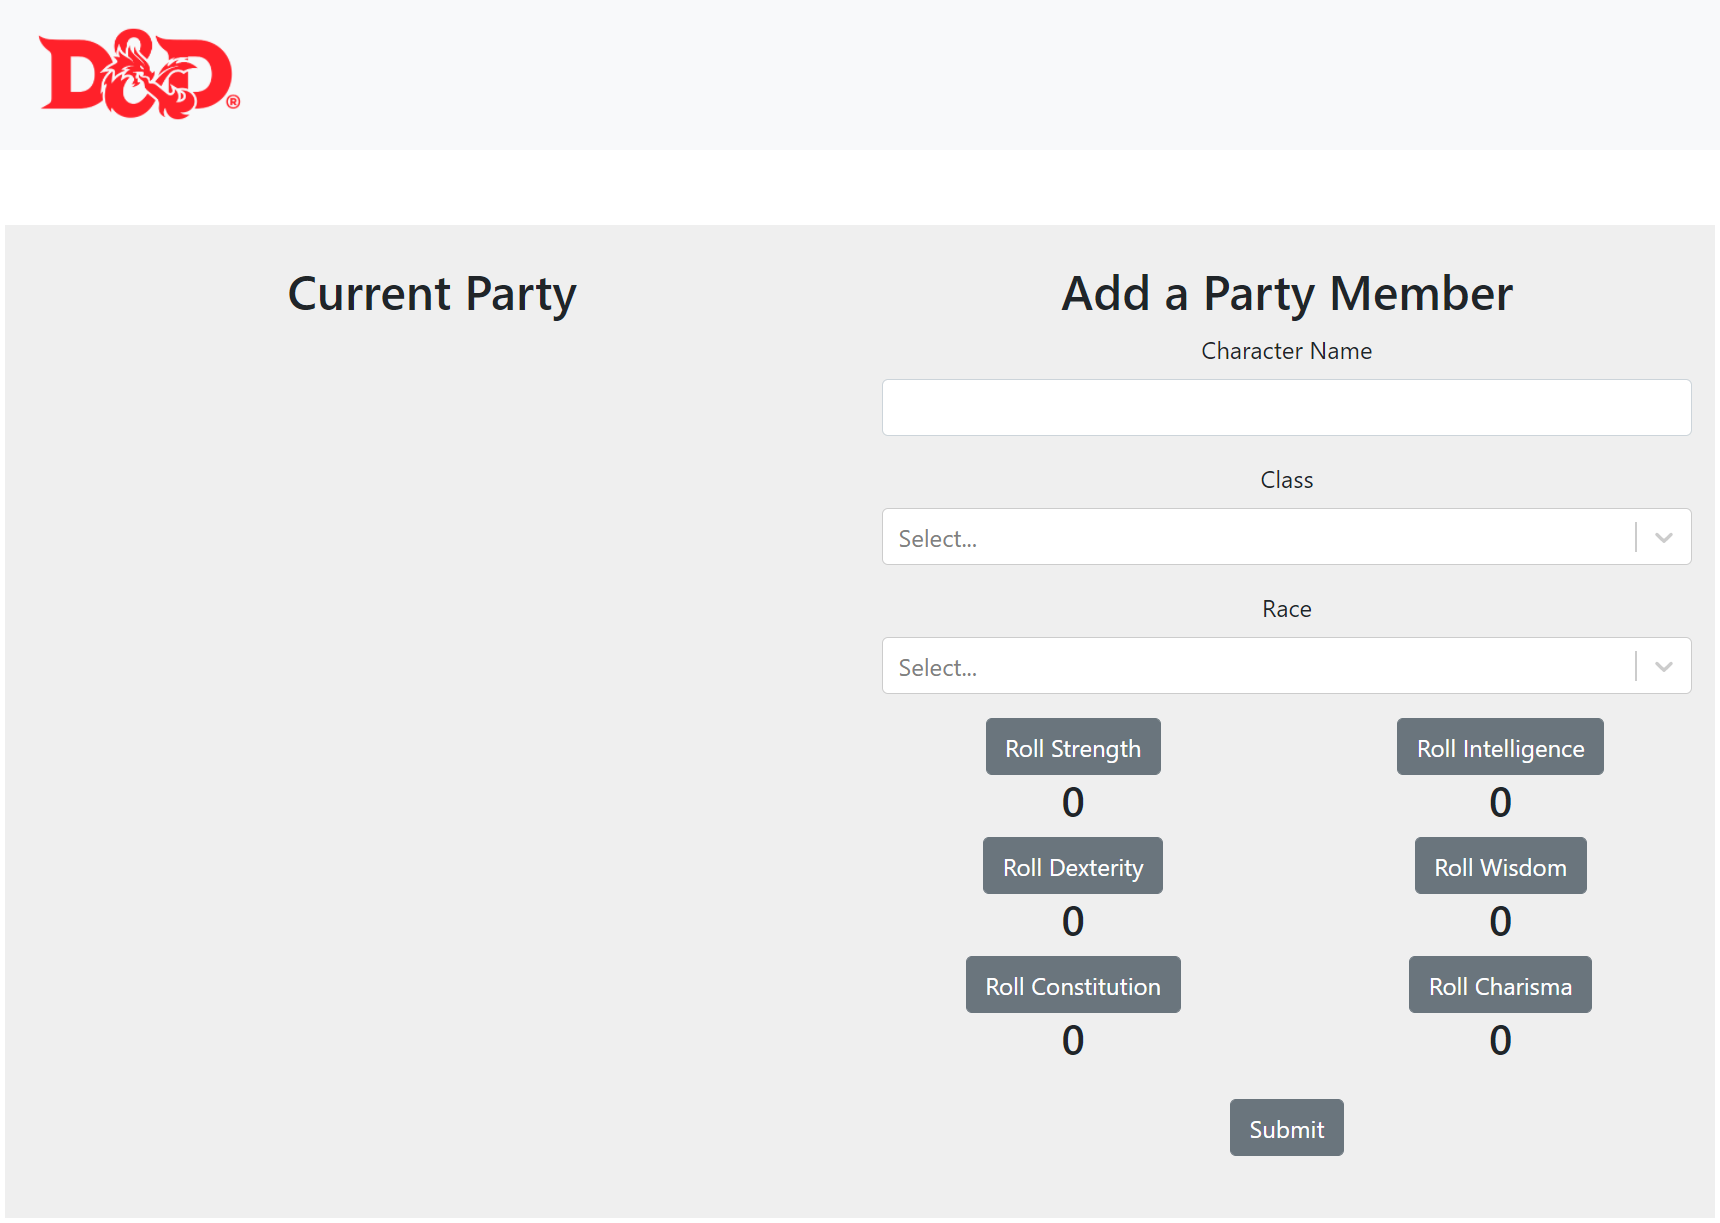 D&D®
Current Party
Add a Party Member
Character Name
Class
Select...
Race
Select...
Roll Strength
Roll Intelligence
0
0
Roll Dexterity
Roll Wisdom
0
0
Roll Constitution
Roll Charisma
0
0
Submit